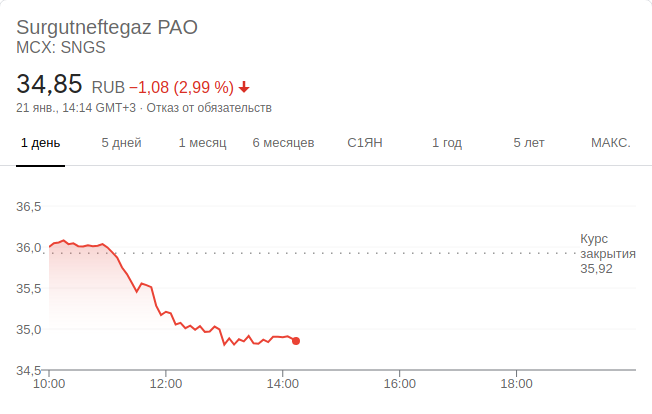 Surgutneftegaz PAO
MCX: SNGS
34,85 RUB −1,08 (2,99 %)
21 янв., 14:14 GMT+3 · Отказ от обязательств
1 день 5 дней 1 месяц 6 месяцев С1ЯН 1 год 5 лет МАКС.
36,5
36,0
35,5
35,0
34,5
Курс
закрытия
35,92
10:00 12:00 14:00 16:00 18:00